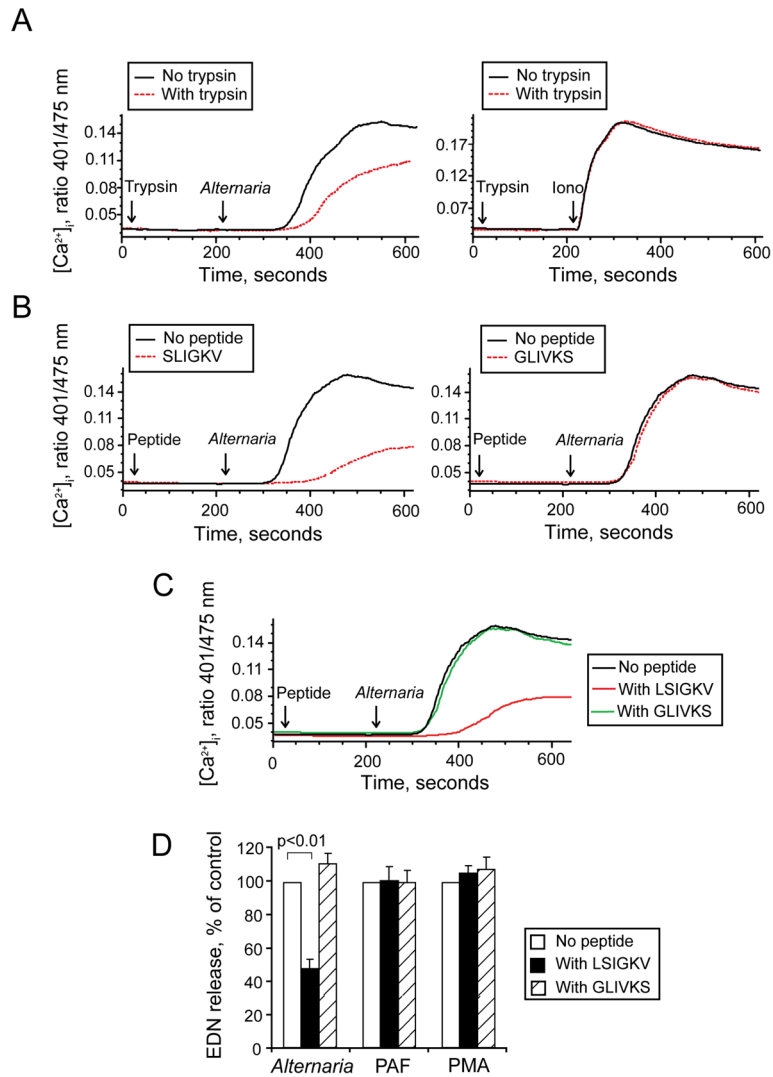 A
No trypsin
With trypsin
No trypsin
With trypsin
[Ca²⁺]ᵢ, ratio 401/475 nm
0.14
0.11
0.08
0.05
Trypsin
Alternaria
0 200 400 600
Time, seconds
0.17
0.12
0.07
Trypsin
Iono
0 200 400 600
Time, seconds
B
No peptide
SLIGKV
No peptide
GLIVKS
[Ca²⁺]ᵢ, ratio 401/475 nm
0.14
0.11
0.08
0.05
Peptide
Alternaria
0 200 400 600
Time, seconds
0.14
0.11
0.08
0.05
Peptide
Alternaria
0 200 400 600
Time, seconds
C
[Ca²⁺]ᵢ, ratio 401/475 nm
0.14
0.11
0.08
0.05
Peptide
Alternaria
0 200 400 600
Time, seconds
No peptide
With LSIGKV
With GLIVKS
D
p<0.01
EDN release, % of control
120
100
80
60
40
20
0
Alternaria PAF PMA
No peptide
With LSIGKV
With GLIVKS